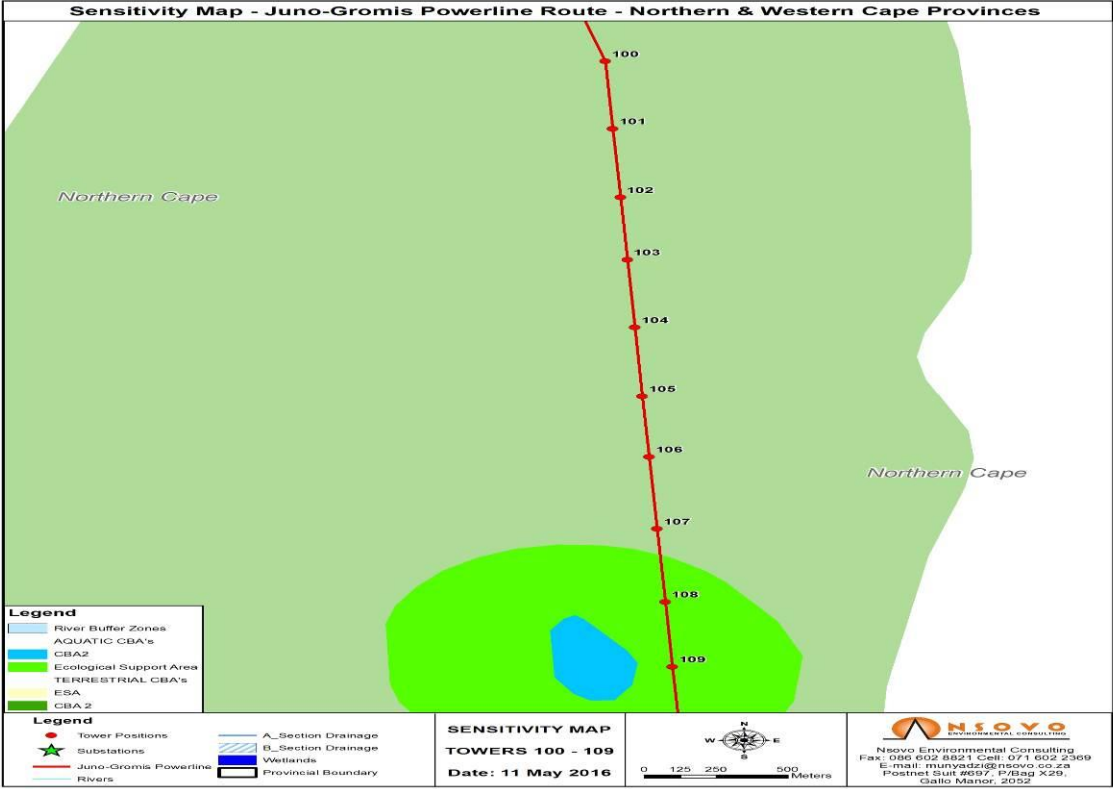 Sensitivity Map - Juno-Gromis Powerline Route - Northern & Western Cape Provinces
100
101
102
Northern Cape
103
104
105
106
Northern Cape
107
108
109
Legend
River Buffer Zones
AQUATIC CBA's
CBA2
Ecological Support Area
TERRESTRIAL CBA's
ESA
CBA 2
Legend
Tower Positions
Substations
Juno-Gromis Powerline
Rivers
A_Section Drainage
B_Section Drainage
Wetlands
Provincial Boundary
SENSITIVITY MAP
TOWERS 100 - 109
Date: 11 May 2016
N
W E
S
0 125 250 500
Meters
NSOVO
ENVIRONMENTAL CONSULTING
Nsovo Environmental Consulting
Fax: 086 602 8821 Cell: 071 602 2369
E-mail: munyadzi@nsovo.co.za
Postnet Suit #697, P/Bag X29,
Gallo Manor, 2052